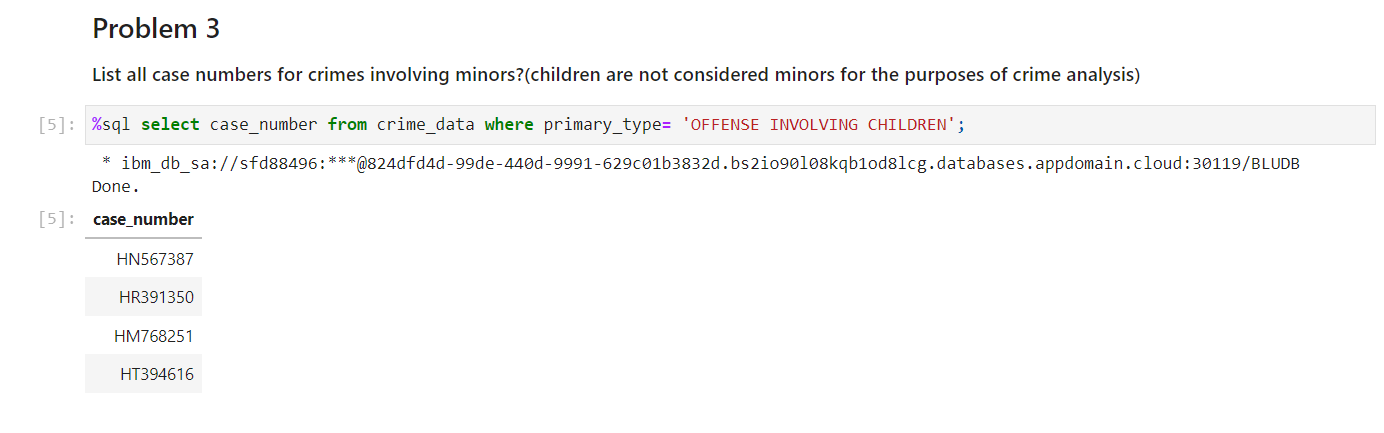 Problem 3
List all case numbers for crimes involving minors?(children are not considered minors for the purposes of crime analysis)
[5]: %sql select case_number from crime_data where primary_type= 'OFFENSE INVOLVING CHILDREN';
* ibm_db_sa://sfd88496:***@824dfd4d-99de-440d-9991-629c01b3832d.bs2io90l08kqb1od8lcg.databases.appdomain.cloud:30119/BLUDB
Done.
[5]: case_number
HN567387
HR391350
HM768251
HT394616